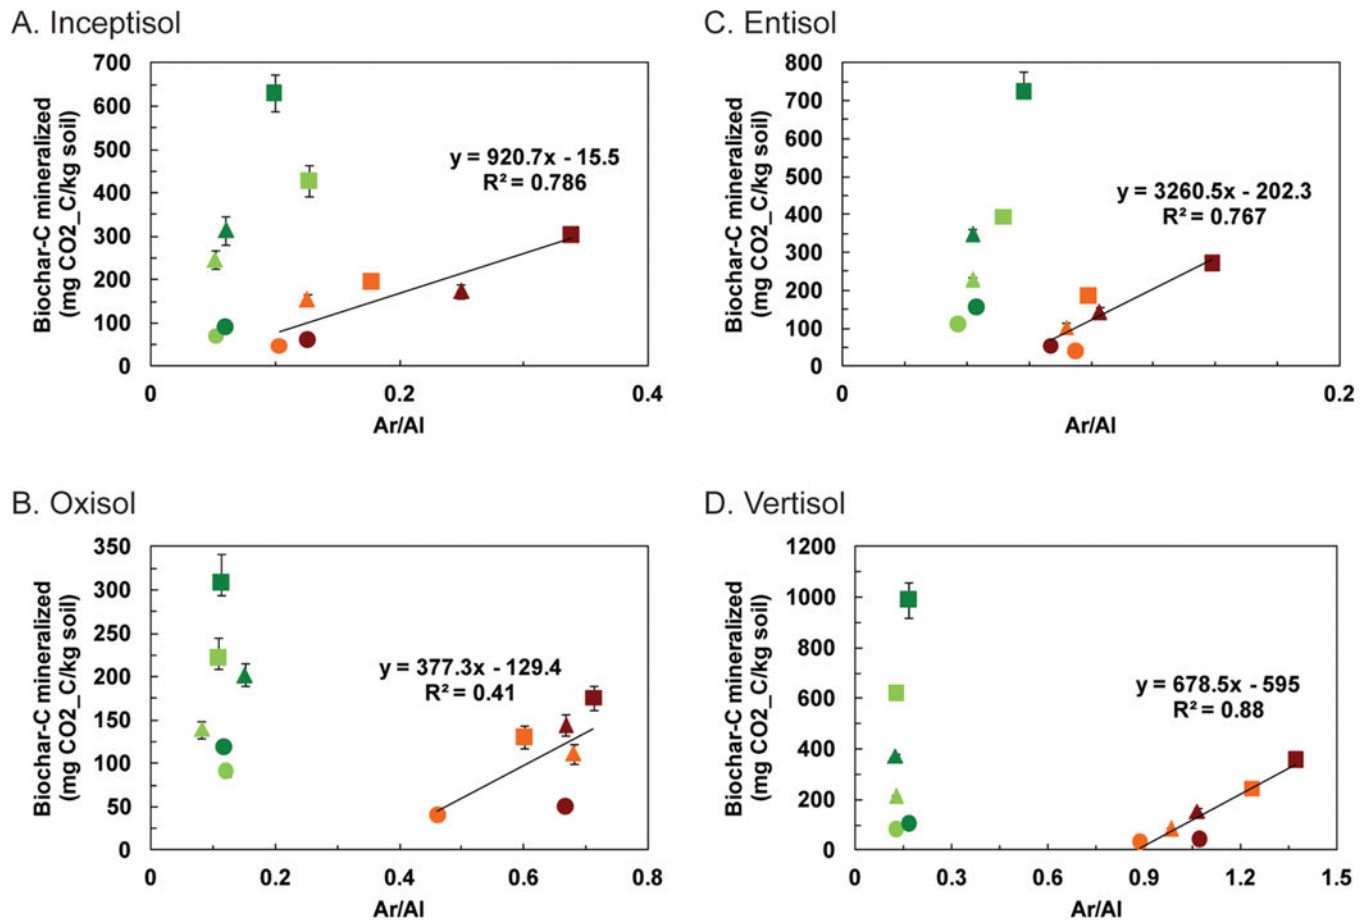 A. Inceptisol
Biochar-C mineralized
(mg CO2_C/kg soil)
700
600
500
400
300
200
100
0
y = 920.7x - 15.5
R² = 0.786
0 0.2 0.4
Ar/Al
C. Entisol
Biochar-C mineralized
(mg CO2_C/kg soil)
800
700
600
500
400
300
200
100
0
y = 3260.5x - 202.3
R² = 0.767
0 0.2
Ar/Al
B. Oxisol
Biochar-C mineralized
(mg CO2_C/kg soil)
350
300
250
200
150
100
50
0
y = 377.3x - 129.4
R² = 0.41
0 0.2 0.4 0.6 0.8
Ar/Al
D. Vertisol
Biochar-C mineralized
(mg CO2_C/kg soil)
1200
1000
800
600
400
200
0
y = 678.5x - 595
R² = 0.88
0 0.3 0.6 0.9 1.2 1.5
Ar/Al